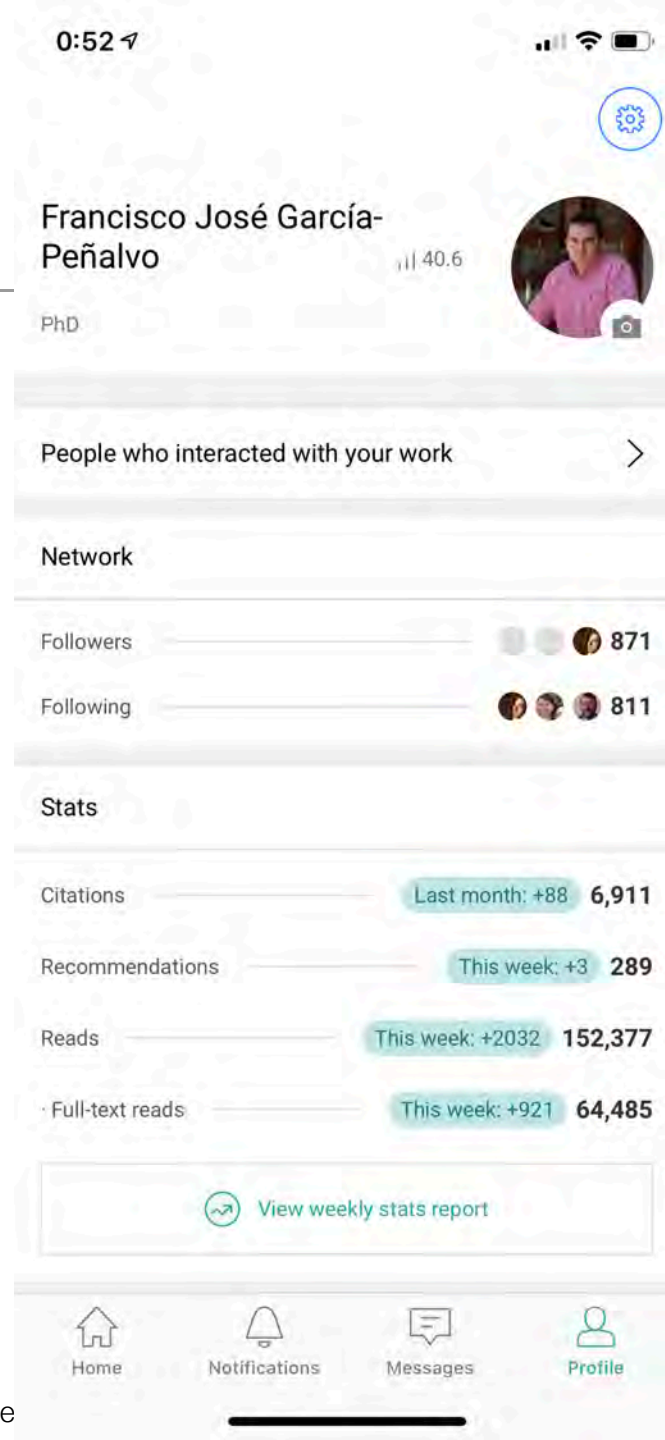 0:52
Francisco José García-
Peñalvo
40.6
PhD
People who interacted with your work
Network
Followers 871
Following 811
Stats
Citations Last month: +88 6,911
Recommendations This week: +3 289
Reads This week: +2032 152,377
· Full-text reads This week: +921 64,485
View weekly stats report
Home Notifications Messages Profile
e